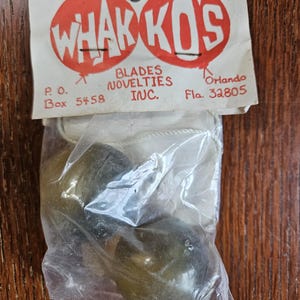 WHAK KO'S
BLADES
NOVELTIES
INC.
P. O.
Box 5458
Orlando
Fla. 32805